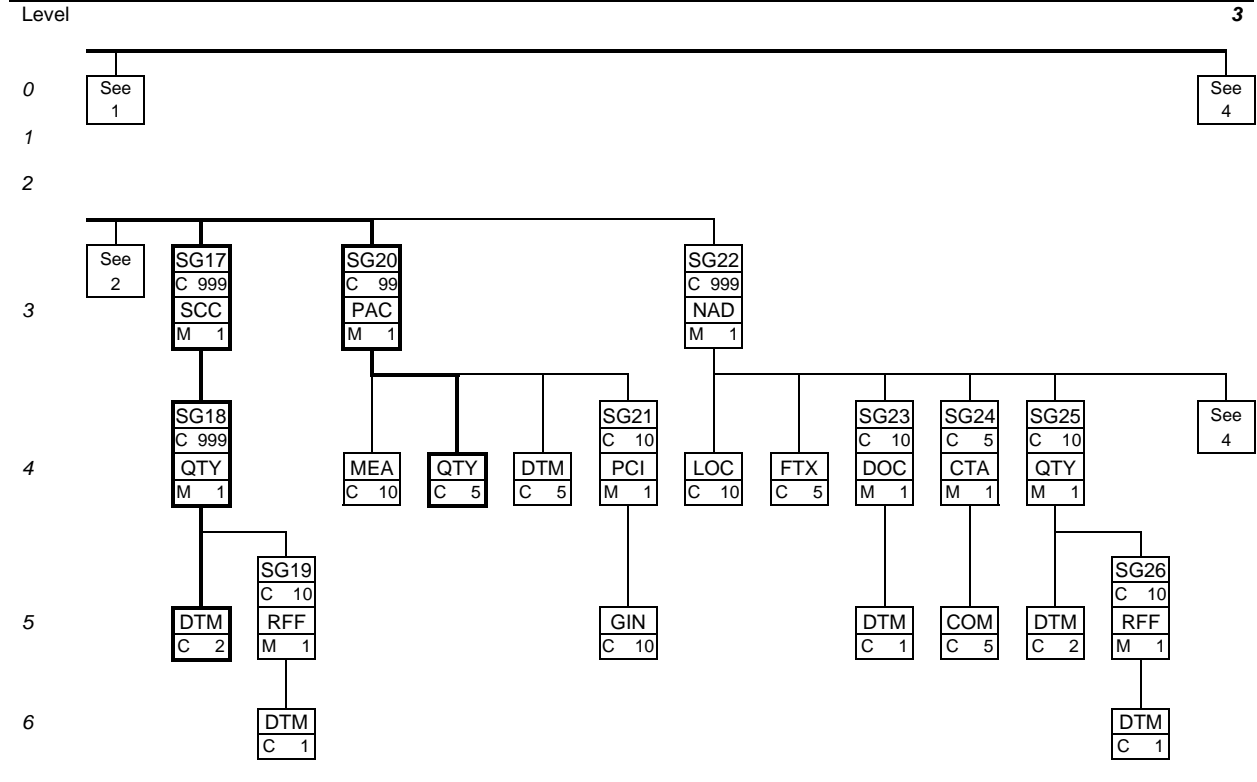 Level 3
0 See See
1 4
1
2
See SG17 SG20 SG22
2 C 999 C 99 C 999
3 SCC PAC NAD
M 1 M 1 M 1
SG18 SG21 SG23 SG24 SG25 See
C 999 C 10 C 10 C 5 C 10 4
4 QTY MEA QTY DTM PCI LOC FTX DOC CTA QTY
M 1 C 10 C 5 C 5 M 1 C 10 C 5 M 1 M 1 M 1
SG19 SG26
C 10 C 10
5 DTM RFF GIN DTM COM DTM RFF
C 2 M 1 C 10 C 1 C 5 C 2 M 1
6 DTM DTM
C 1 C 1